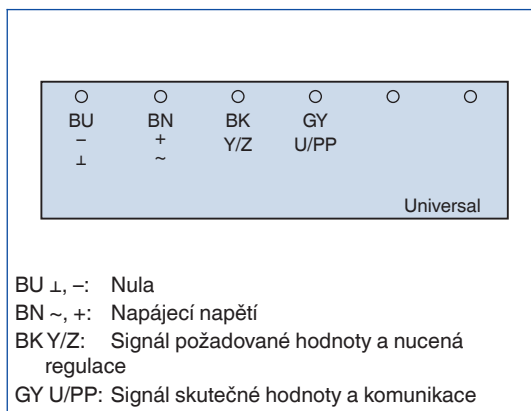 BU BN BK GY
– + Y/Z U/PP
⊥ ~
Universal
BU ⊥, –: Nula
BN ~, +: Napájecí napětí
BK Y/Z: Signál požadované hodnoty a nucená
regulace
GY U/PP: Signál skutečné hodnoty a komunikace